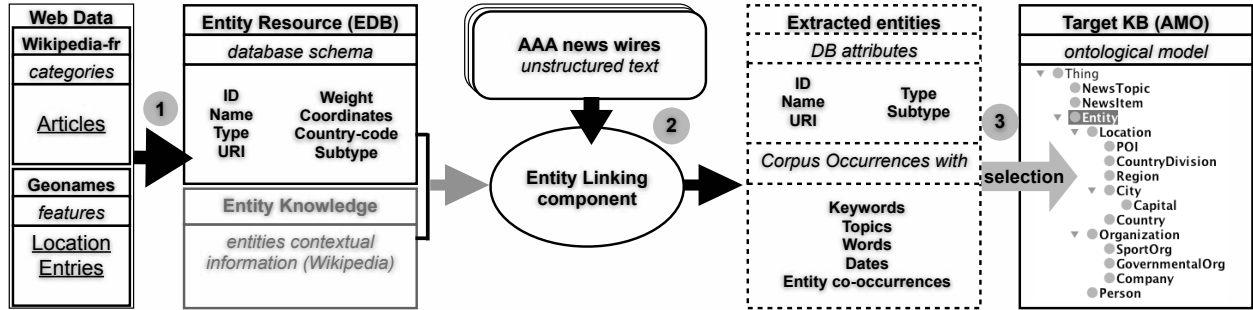 Web Data
Wikipedia-fr
categories
Articles
Geonames
features
Location
Entries
1
Entity Resource (EDB)
database schema
ID
Name
Type
URI
Weight
Coordinates
Country-code
Subtype
Entity Knowledge
entities contextual
information (Wikipedia)
AAA news wires
unstructured text
2
Entity Linking
component
Extracted entities
DB attributes
ID
Name
URI
Type
Subtype
Corpus Occurrences with
Keywords
Topics
Words
Dates
Entity co-occurrences
3
selection
Target KB (AMO)
ontological model
Thing
NewsTopic
NewsItem
Entity
Location
POI
CountryDivision
Region
City
Capital
Country
Organization
SportOrg
GovernmentalOrg
Company
Person